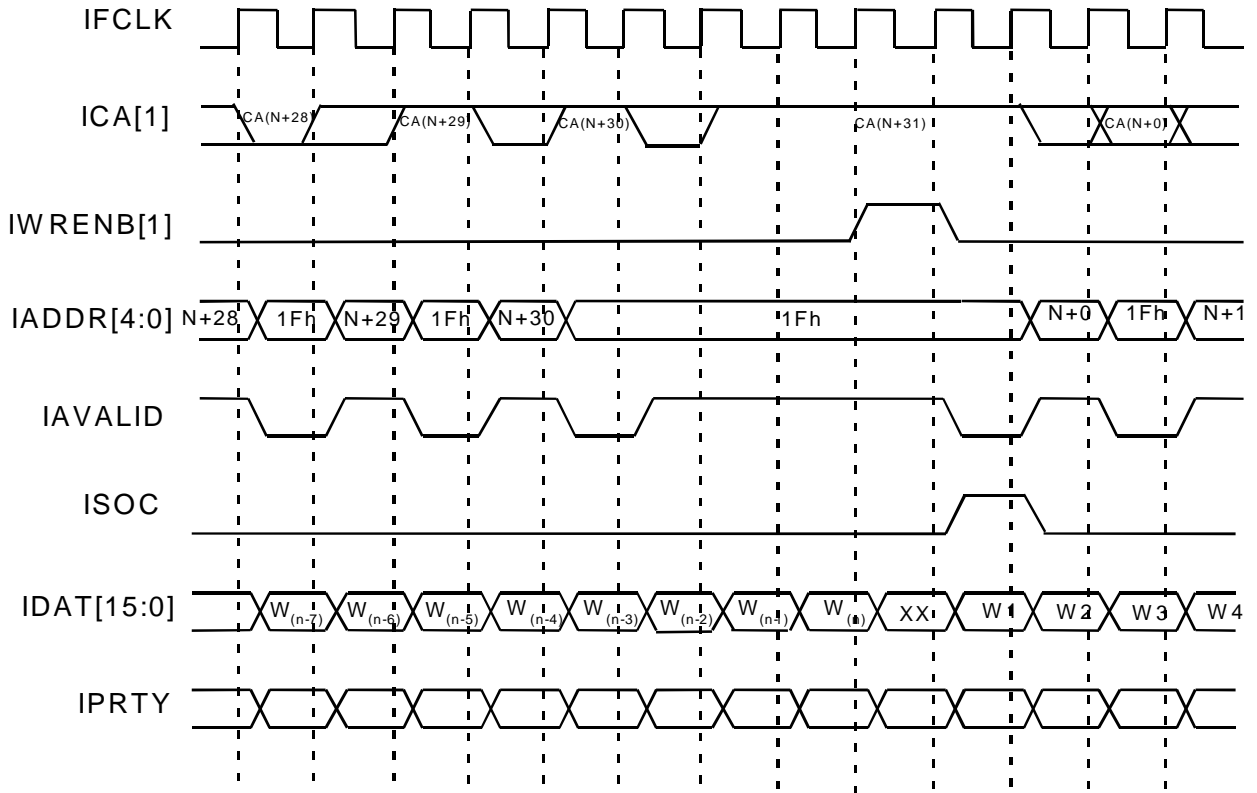 IFCLK
ICA[1] CA(N+28) CA(N+29) CA(N+30) CA(N+31) CA(N+0)
IWRENB[1]
IADDR[4:0] N+28 1Fh N+29 1Fh N+30 1Fh N+0 1Fh N+1
IAVALID
ISOC
IDAT[15:0] W(n-7) W(n-6) W(n-5) W(n-4) W(n-3) W(n-2) W(n-1) W(n) XX W1 W2 W3 W4
IPRTY